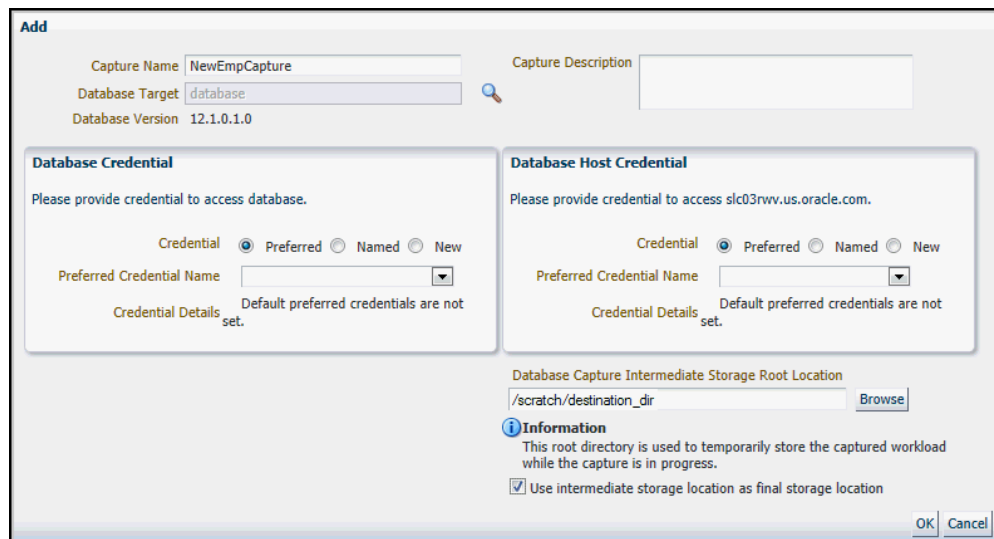 Add
Capture Name NewEmpCapture
Capture Description
Database Target database
Database Version 12.1.0.1.0
Database Credential
Please provide credential to access database.
Credential Preferred Named New
Preferred Credential Name
Credential Details Default preferred credentials are not
set.
Database Host Credential
Please provide credential to access slc03rwv.us.oracle.com.
Credential Preferred Named New
Preferred Credential Name
Credential Details Default preferred credentials are not
set.
Database Capture Intermediate Storage Root Location
/scratch/destination_dir Browse
Information
This root directory is used to temporarily store the captured workload
while the capture is in progress.
Use intermediate storage location as final storage location
OK Cancel